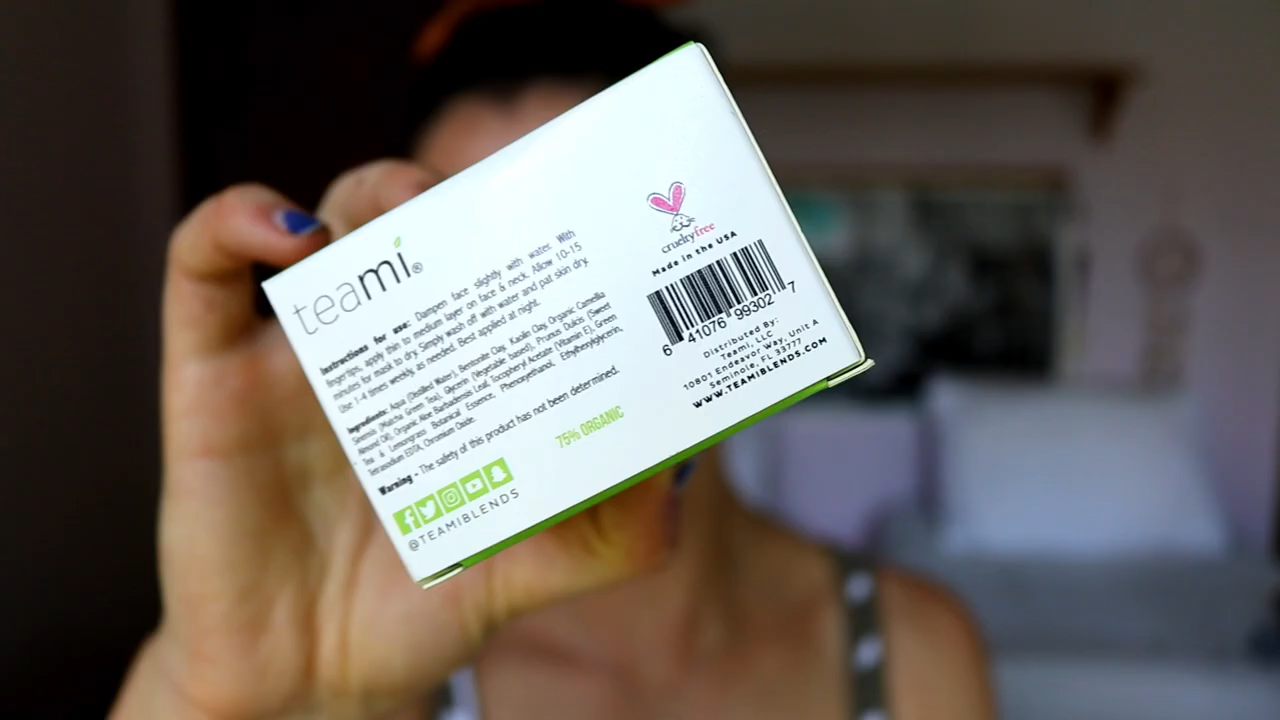 teami®
Instructions for use: Dampen face slightly with water. With
fingertips, apply thin to medium layer on face & neck. Allow 10-15
minutes for mask to dry. Simply wash off with water and pat skin dry.
Use 1-4 times weekly as needed. Best applied at night.
Ingredients: Aqua (Distilled Water), Bentonite Clay, Kaolin Clay, Organic Camellia
Sinensis (Matcha Green Tea), Glycerin (Vegetable based), Prunus Dulcis (Sweet
Almond Oil), Organic Aloe Barbadensis Leaf, Tocopheryl Acetate (Vitamin E), Green
Tea & Lemongrass Botanical Essence, Phenoxyethanol, Ethylhexylglycerin,
Tetrasodium EDTA, Chromium Oxide.
Warning - The safety of this product has not been determined.
75% ORGANIC
@TEAMIBLENDS
crueltyfree
Made in the USA
6 41076 99302 7
Distributed By:
Teami, LLC
10801 Endeavor Way, Unit A
Seminole, FL 33777
WWW.TEAMIBLENDS.COM